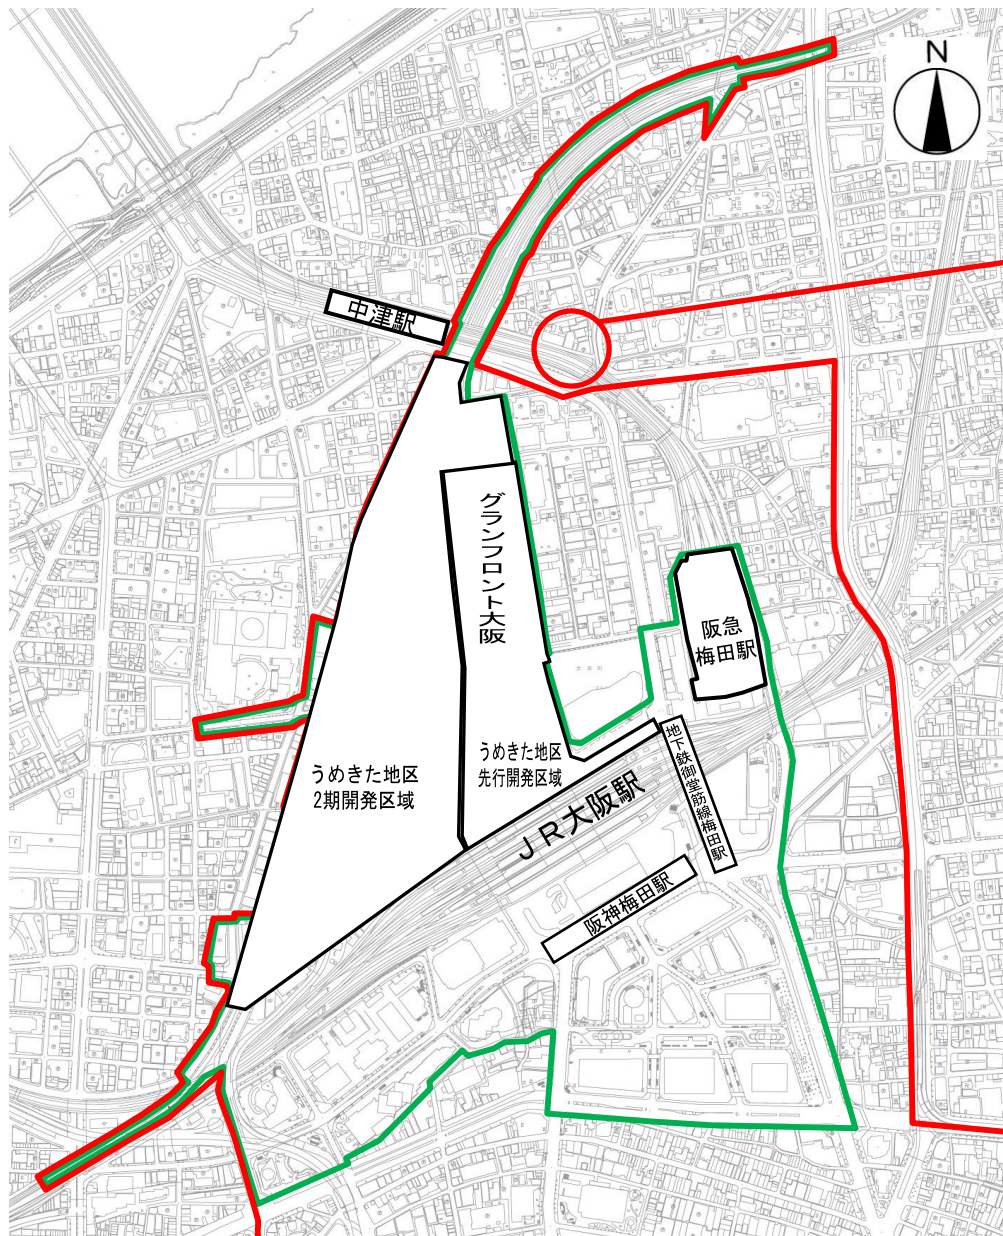 N
中津駅
グランフロント大阪
阪急
梅田駅
うめきた地区
2期開発区域
うめきた地区
先行開発区域
地下鉄御堂筋線梅田駅
JR大阪駅
阪神梅田駅